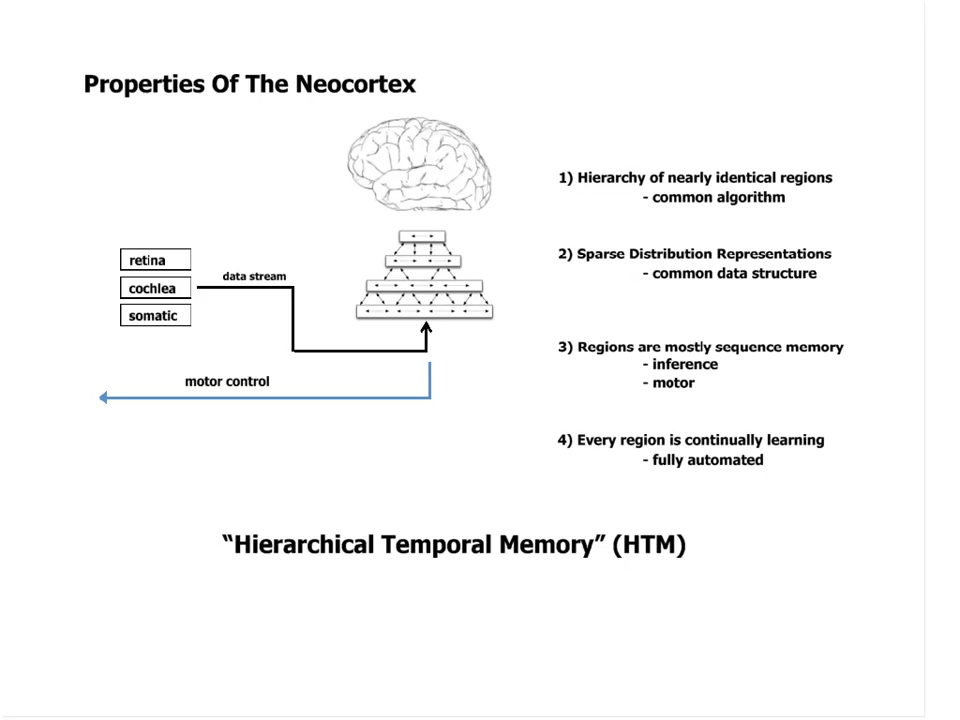 Properties Of The Neocortex
retina
cochlea
somatic
data stream
motor control
1) Hierarchy of nearly identical regions
- common algorithm
2) Sparse Distribution Representations
- common data structure
3) Regions are mostly sequence memory
- inference
- motor
4) Every region is continually learning
- fully automated
“Hierarchical Temporal Memory” (HTM)